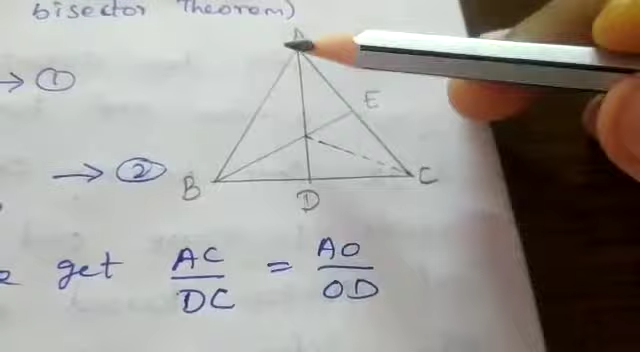 bisector Theorem)
A
→ ①
E
→ ②
B
C
D
get AC/DC = AO/OD